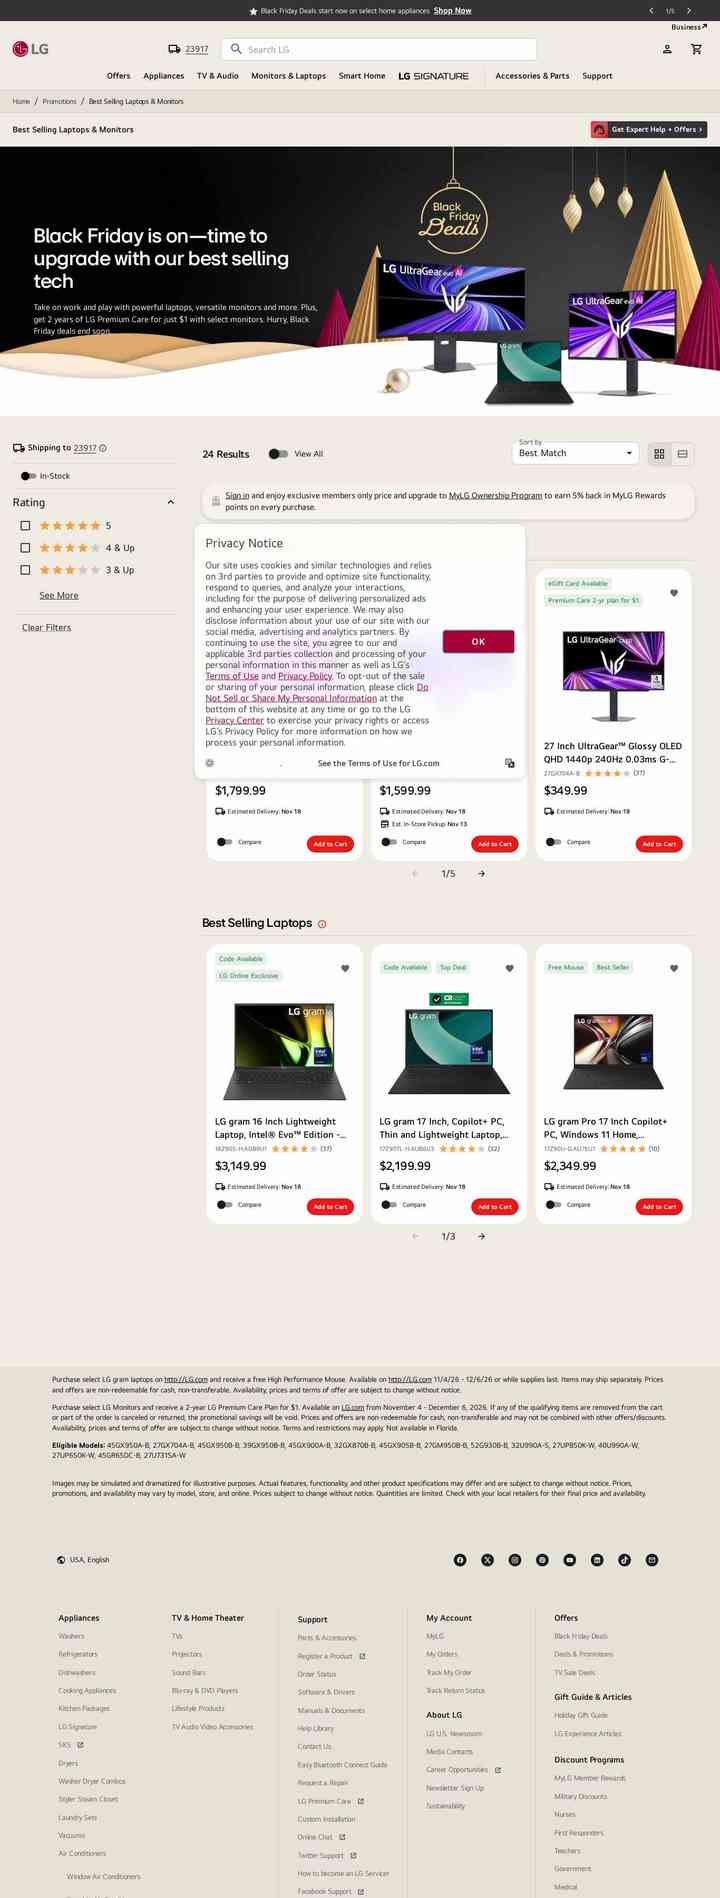 Black Friday Deals start now on select home appliances Shop Now
1/5
Business
LG
23917
Search LG
Offers
Appliances
TV & Audio
Monitors & Laptops
Smart Home
LG SIGNATURE
Accessories & Parts
Support
Home / Promotions / Best Selling Laptops & Monitors
Best Selling Laptops & Monitors
Get Expert Help + Offers >
Black Friday is on—time to
upgrade with our best selling
tech
Take on work and play with powerful laptops, versatile monitors and more. Plus,
get 2 years of LG Premium Care for just $1 with select monitors. Hurry, Black
Friday deals end soon.
Black
Friday
Deals
LG UltraGear evo AI
LG UltraGear evo AI
LG gram
Shipping to 23917
In-Stock
Rating
5
4 & Up
3 & Up
See More
Clear Filters
24 Results
View All
Sort by
Best Match
Sign in and enjoy exclusive members only price and upgrade to MyLG Ownership Program to earn 5% back in MyLG Rewards
points on every purchase.
Privacy Notice
Our site uses cookies and similar technologies and relies
on 3rd parties to provide and optimize site functionality,
respond to queries, and analyze your interactions,
including for the purpose of delivering personalized ads
and enhancing your user experience. We may also
disclose information about your use of our site with our
social media, advertising and analytics partners. By
continuing to use the site, you agree to our and
applicable 3rd parties collection and processing of your
personal information in this manner as well as LG's
Terms of Use and Privacy Policy. To opt-out of the sale
or sharing of your personal information, please click Do
Not Sell or Share My Personal Information at the
bottom of this website at any time or go to the LG
Privacy Center to exercise your privacy rights or access
LG's Privacy Policy for more information on how we
process your personal information.
OK
See the Terms of Use for LG.com
$1,799.99
Estimated Delivery: Nov 18
Compare
Add to Cart
$1,599.99
Estimated Delivery: Nov 18
Est. In-Store Pickup: Nov 13
Compare
Add to Cart
eGift Card Available
Premium Care 2-yr plan for $1
LG UltraGear OLED
27 Inch UltraGear™ Glossy OLED
QHD 1440p 240Hz 0.03ms G-...
27GX704A-B
(37)
$349.99
Estimated Delivery: Nov 18
Compare
Add to Cart
1/5
Best Selling Laptops
Code Available
LG Online Exclusive
LG gram
LG gram 16 Inch Lightweight
Laptop, Intel® Evo™ Edition -...
(37)
$3,149.99
Estimated Delivery: Nov 18
Compare
Add to Cart
Code Available
Top Deal
CR
LG gram
LG gram 17 Inch, Copilot+ PC,
Thin and Lightweight Laptop,...
(32)
$2,199.99
Estimated Delivery: Nov 18
Compare
Add to Cart
Free Mouse
Best Seller
LG gram
LG gram Pro 17 Inch Copilot+
PC, Windows 11 Home,...
(10)
$2,349.99
Estimated Delivery: Nov 18
Compare
Add to Cart
1/3
Purchase select LG gram laptops on http://LG.com and receive a free High Performance Mouse. Available on http://LG.com 11/4/26 - 12/6/26 or while supplies last. Items may ship separately. Prices
and offers are non-redeemable for cash, non-transferable. Availability, prices and terms of offer are subject to change without notice.
Purchase select LG Monitors and receive a 2-year LG Premium Care Plan for $1. Available on LG.com from November 4 - December 6, 2026. If any of the qualifying items are removed from the cart
or part of the order is canceled or returned, the promotional savings will be void. Prices and offers are non-redeemable for cash, non-transferable and may not be combined with other offers/discounts.
Availability, prices and terms of offer are subject to change without notice. Terms and restrictions may apply. Not available in Florida.
Eligible Models: 45GX950A-B, 27GX704A-B, 45GX950B-B, 39GX950B-B, 45GX900A-B, 32GX870B-B, 45GX90SB-B, 27GM950B-B, 52G930B-B, 32U990A-S, 27UP850K-W, 40U990A-W,
27UP650K-W, 45GR65DC-B, 27U731SA-W
Images may be simulated and dramatized for illustrative purposes. Actual features, functionality, and other product specifications may differ and are subject to change without notice. Prices,
promotions, and availability may vary by model, store, and online. Prices subject to change without notice. Quantities are limited. Check with your local retailers for their final price and availability.
USA, English
Appliances
Washers
Refrigerators
Dishwashers
Cooking Appliances
Kitchen Packages
LG Signature
SKS
Dryers
Washer Dryer Combos
Styler Steam Closet
Laundry Sets
Vacuums
Air Conditioners
Window Air Conditioners
TV & Home Theater
TVs
Projectors
Sound Bars
Blu-ray & DVD Players
Lifestyle Products
TV Audio Video Accessories
Support
Parts & Accessories
Register a Product
Order Status
Software & Drivers
Manuals & Documents
Help Library
Contact Us
Easy Bluetooth Connect Guide
Request a Repair
LG Premium Care
Custom Installation
Online Chat
Twitter Support
How to become an LG Servicer
Facebook Support
My Account
MyLG
My Orders
Track My Order
Track Return Status
About LG
LG U.S. Newsroom
Media Contacts
Career Opportunities
Newsletter Sign Up
Sustainability
Offers
Black Friday Deals
Deals & Promotions
TV Sale Deals
Gift Guide & Articles
Holiday Gift Guide
LG Experience Articles
Discount Programs
MyLG Member Rewards
Military Discounts
Nurses
First Responders
Teachers
Government
Medical